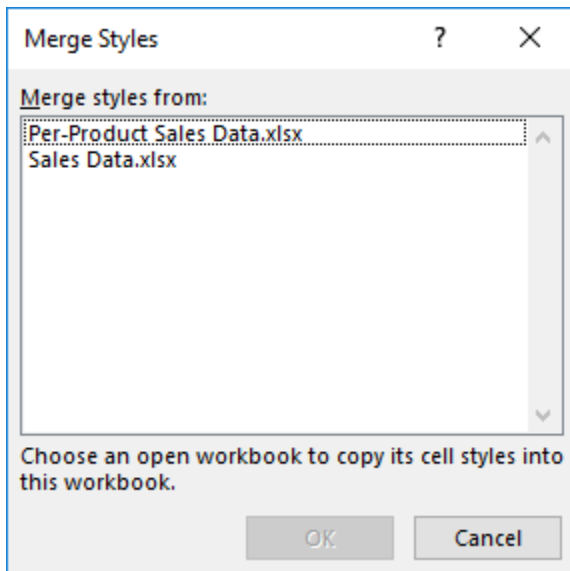 Merge Styles ?
Merge styles from:
Per-Product Sales Data.xlsx
Sales Data.xlsx
Choose an open workbook to copy its cell styles into
this workbook.
OK Cancel